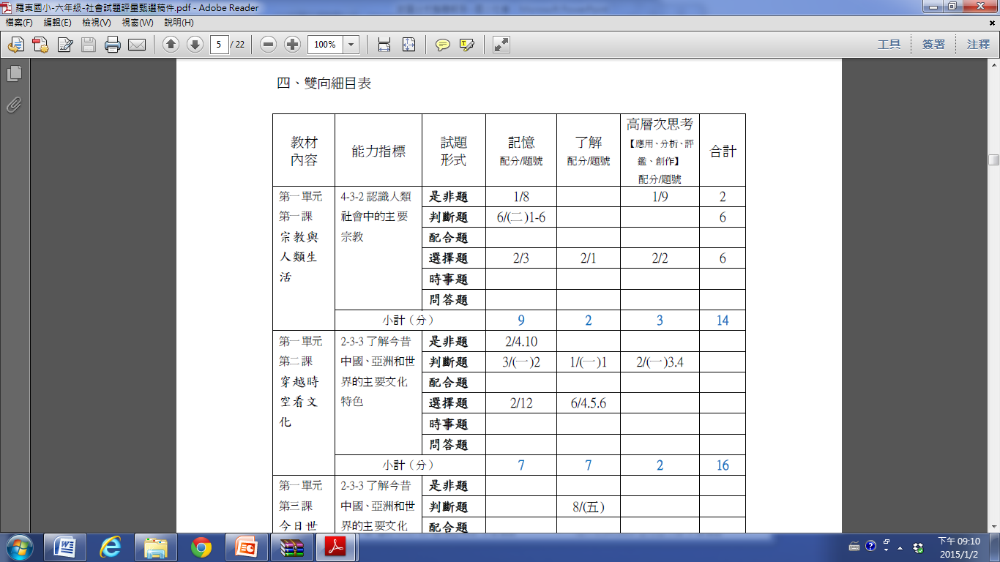 羅東國小-六年級-社會試題評量甄選稿件.pdf - Adobe Reader
檔案(F) 編輯(E) 檢視(V) 視窗(W) 說明(H)
5 / 22 100% 工具 簽署 注釋
四、雙向細目表
教材內容 能力指標 試題形式 記憶 配分/題號 了解 配分/題號 高層次思考【應用、分析、評鑑、創作】配分/題號 合計
第一單元 4-3-2 認識人類 是非題 1/8 1/9 2
第一課 社會中的主要 判斷題 6/(二)1-6 6
宗教與 宗教 配合題
人類生 選擇題 2/3 2/1 2/2 6
活 時事題
問答題
小計（分） 9 2 3 14
第一單元 2-3-3 了解今昔 是非題 2/4.10
第二課 中國、亞洲和世 判斷題 3/(一)2 1/(一)1 2/(一)3.4
穿越時 界的主要文化 配合題
空看文 特色 選擇題 2/12 6/4.5.6
化 時事題
問答題
小計（分） 7 7 2 16
第一單元 2-3-3 了解今昔 是非題
第三課 中國、亞洲和世 判斷題 8/(五)
今日世 界的主要文化 配合題
下午 09:10
2015/1/2